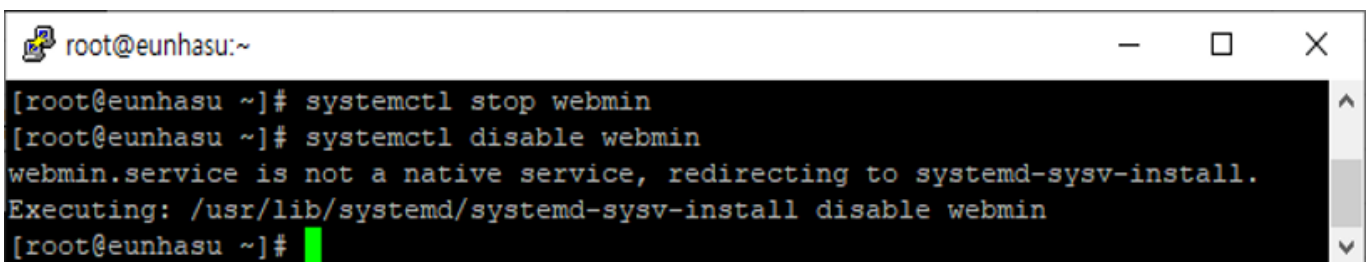 root@eunhasu:~
[root@eunhasu ~]# systemctl stop webmin
[root@eunhasu ~]# systemctl disable webmin
webmin.service is not a native service, redirecting to systemd-sysv-install.
Executing: /usr/lib/systemd/systemd-sysv-install disable webmin
[root@eunhasu ~]#